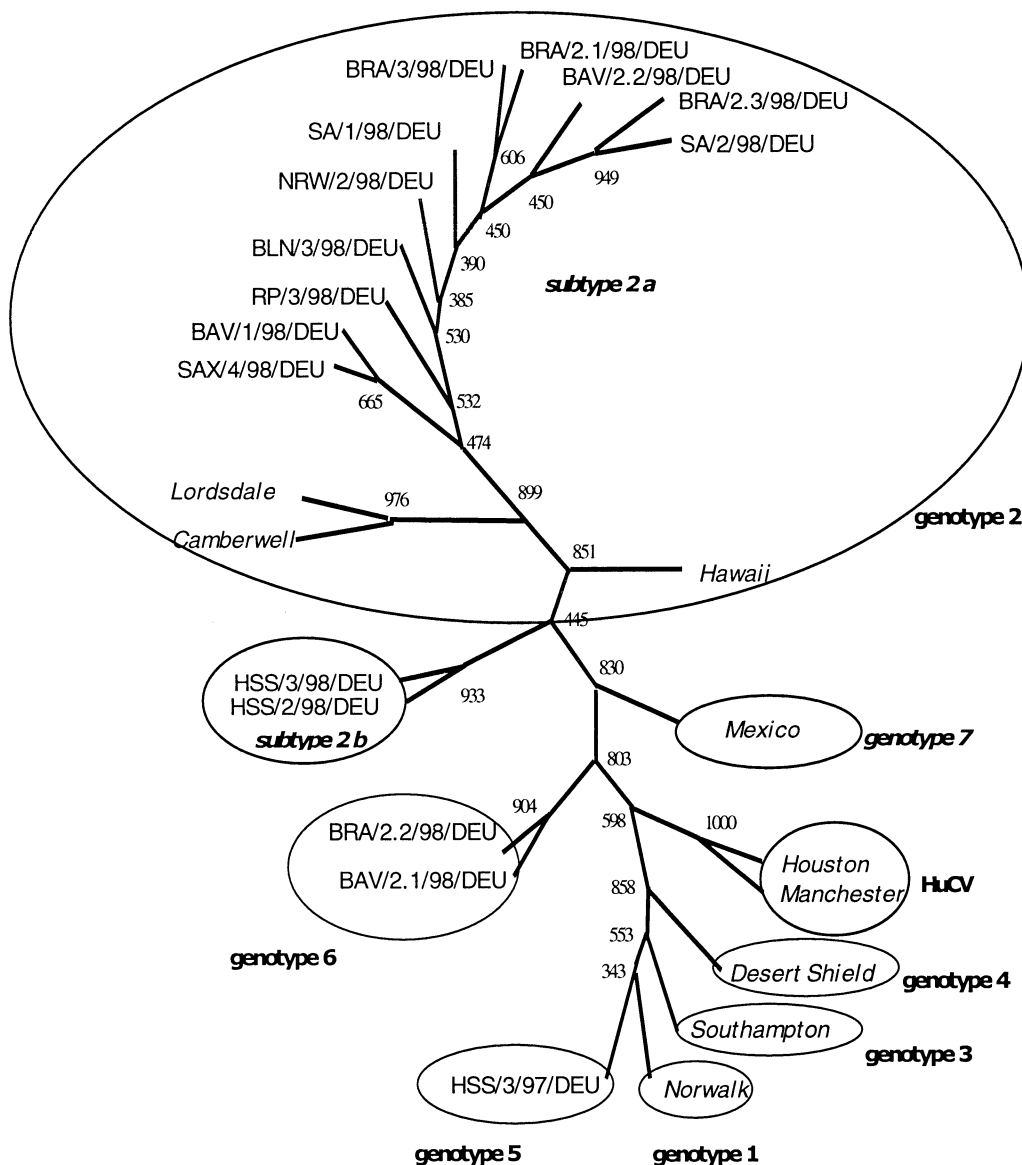 BRA/2.1/98/DEU
BRA/3/98/DEU
BAV/2.2/98/DEU
BRA/2.3/98/DEU
SA/1/98/DEU
SA/2/98/DEU
606
949
NRW/2/98/DEU
450
450
BLN/3/98/DEU
390
subtype 2a
RP/3/98/DEU
385
BAV/1/98/DEU
530
SAX/4/98/DEU
665
532
474
Lordsdale
976
899
genotype 2
Camberwell
851
Hawaii
445
HSS/3/98/DEU
830
HSS/2/98/DEU
933
subtype 2b
Mexico
genotype 7
803
904
BRA/2.2/98/DEU
598
1000
Houston
BAV/2.1/98/DEU
858
Manchester
HuCV
553
genotype 6
343
Desert Shield
genotype 4
Southampton
genotype 3
HSS/3/97/DEU
Norwalk
genotype 5
genotype 1